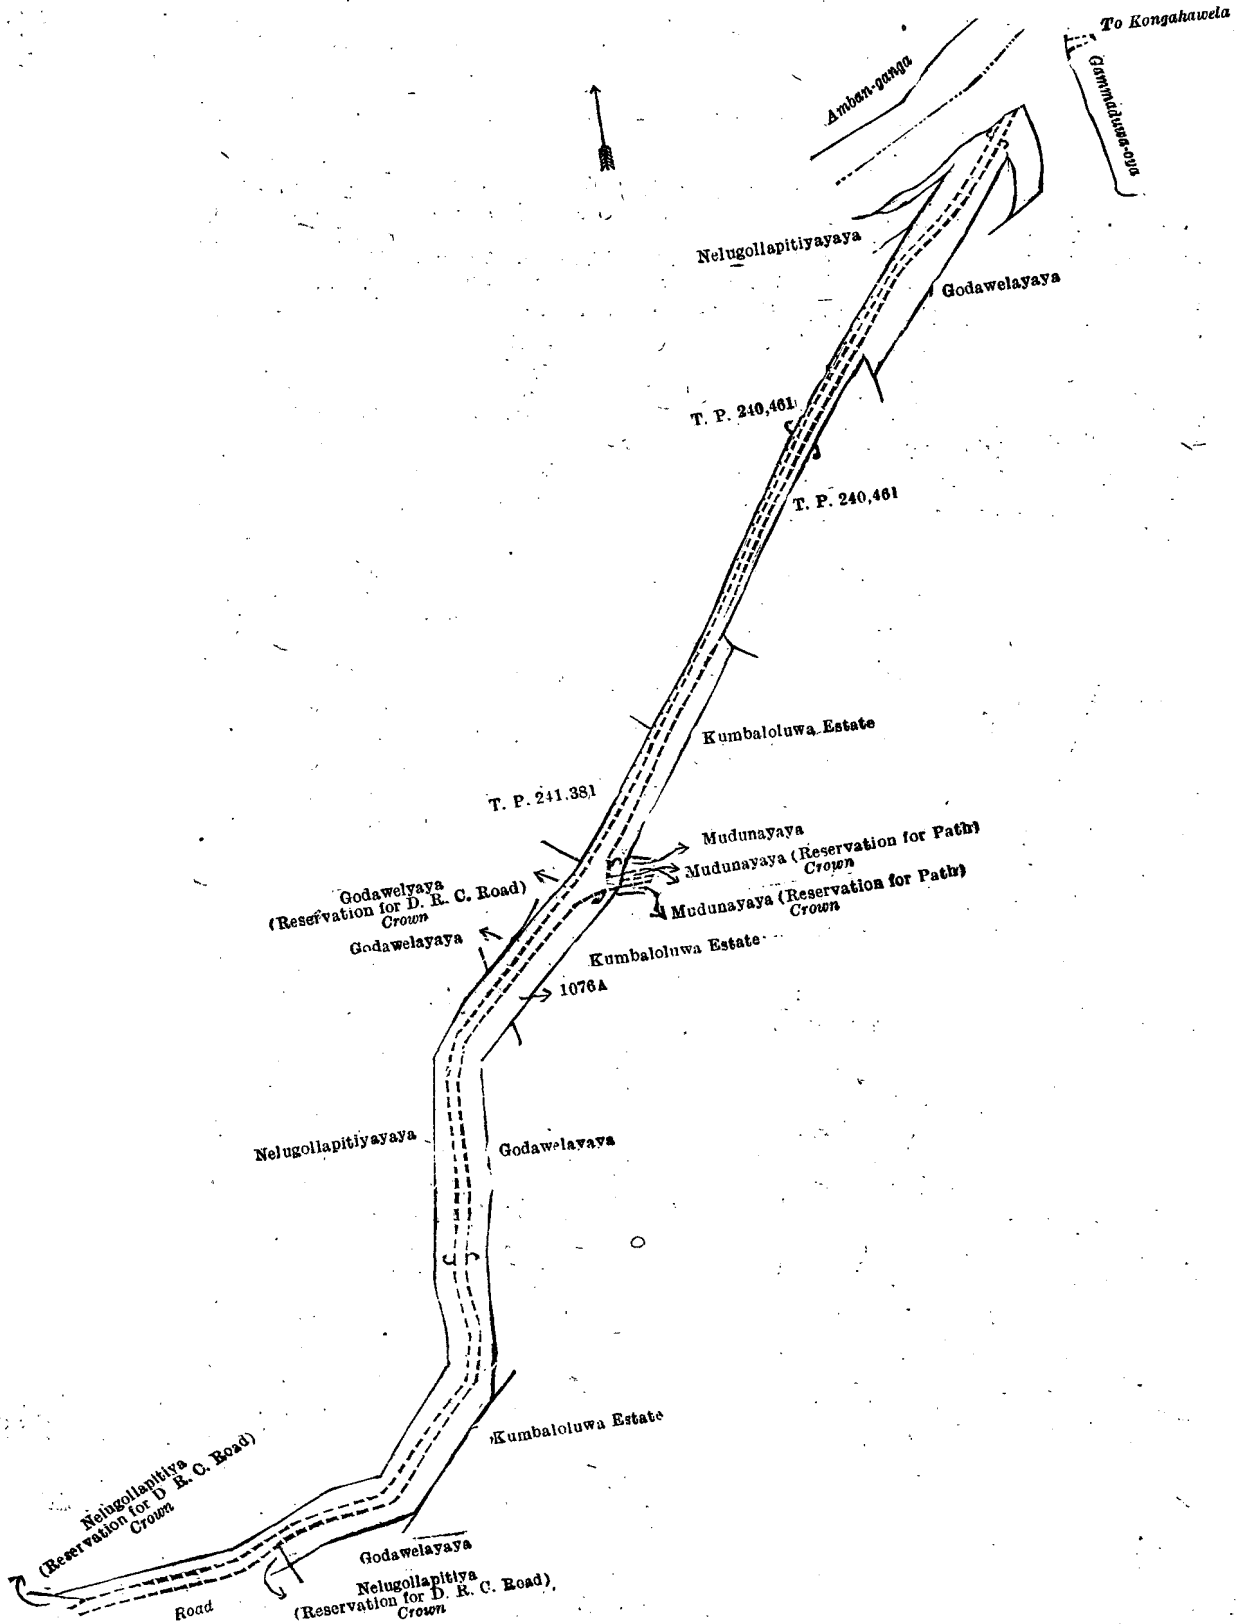 To Kongahawela
Amban-ganga
Gammaduwa-oya
Nelugollapitiyayaya
Godawelayaya
T. P. 240,461
T. P. 240,461
Kumbaloluwa Estate
T. P. 241.381
Mudunayaya
Mudunayaya (Reservation for Path)
Crown
Godawelyaya
(Reservation for D. R. C. Road)
Crown
Mudunayaya (Reservation for Path)
Crown
Godawelayaya
Kumbaloluwa Estate
1076A
Nelugollapitiyayaya
Godawelayaya
Kumbaloluwa Estate
Nelugollapitiya
(Reservation for D R. C. Road)
Crown
Godawelayaya
Nelugollapitiya
(Reservation for D. R. C. Road)
Crown
Road